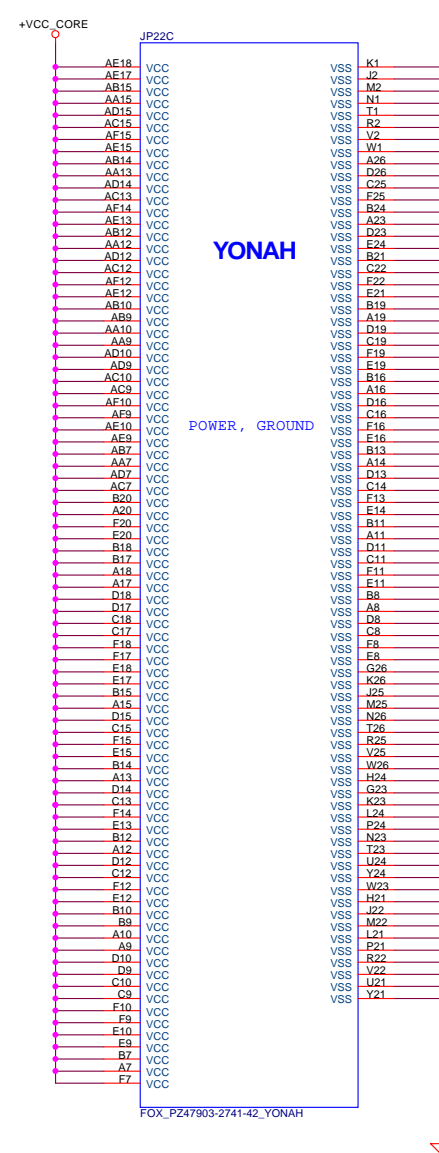 +VCC_CORE
JP22C
AE18 VCC VSS K1
AE17 VCC VSS J2
AB15 VCC VSS M2
AA15 VCC VSS N1
AD15 VCC VSS T1
AC15 VCC VSS R2
AF15 VCC VSS V2
AE15 VCC VSS W1
AB14 VCC VSS A26
AA13 VCC VSS D26
AD14 VCC VSS C25
AC13 VCC VSS F25
AF14 VCC VSS B24
AE13 VCC VSS A23
AB12 VCC VSS D23
AA12 VCC VSS E24
YONAH
AD12 VCC VSS B21
AC12 VCC VSS C22
AF12 VCC VSS F22
AE12 VCC VSS E21
AB10 VCC VSS B19
AB9 VCC VSS A19
AA10 VCC VSS D19
AA9 VCC VSS C19
AD10 VCC VSS F19
AD9 VCC VSS E19
AC10 VCC VSS B16
AC9 VCC VSS A16
AF10 VCC VSS D16
AF9 VCC VSS C16
POWER, GROUND
AE10 VCC VSS F16
AE9 VCC VSS E16
AB7 VCC VSS B13
AA7 VCC VSS A14
AD7 VCC VSS D13
AC7 VCC VSS C14
B20 VCC VSS F13
A20 VCC VSS E14
F20 VCC VSS B11
E20 VCC VSS A11
B18 VCC VSS D11
B17 VCC VSS C11
A18 VCC VSS F11
A17 VCC VSS E11
D18 VCC VSS B8
D17 VCC VSS A8
C18 VCC VSS D8
C17 VCC VSS C8
F18 VCC VSS F8
F17 VCC VSS E8
E18 VCC VSS G26
E17 VCC VSS K26
B15 VCC VSS J25
A15 VCC VSS M25
D15 VCC VSS N26
C15 VCC VSS T26
F15 VCC VSS R25
E15 VCC VSS V25
B14 VCC VSS W26
A13 VCC VSS H24
D14 VCC VSS G23
C13 VCC VSS K23
F14 VCC VSS L24
E13 VCC VSS P24
B12 VCC VSS N23
A12 VCC VSS T23
D12 VCC VSS U24
C12 VCC VSS Y24
F12 VCC VSS W23
E12 VCC VSS H21
B10 VCC VSS J22
B9 VCC VSS M22
A10 VCC VSS L21
A9 VCC VSS P21
D10 VCC VSS R22
D9 VCC VSS V22
C10 VCC VSS U21
C9 VCC VSS Y21
F10 VCC
F9 VCC
E10 VCC
E9 VCC
B7 VCC
A7 VCC
F7 VCC
FOX_PZ47903-2741-42_YONAH